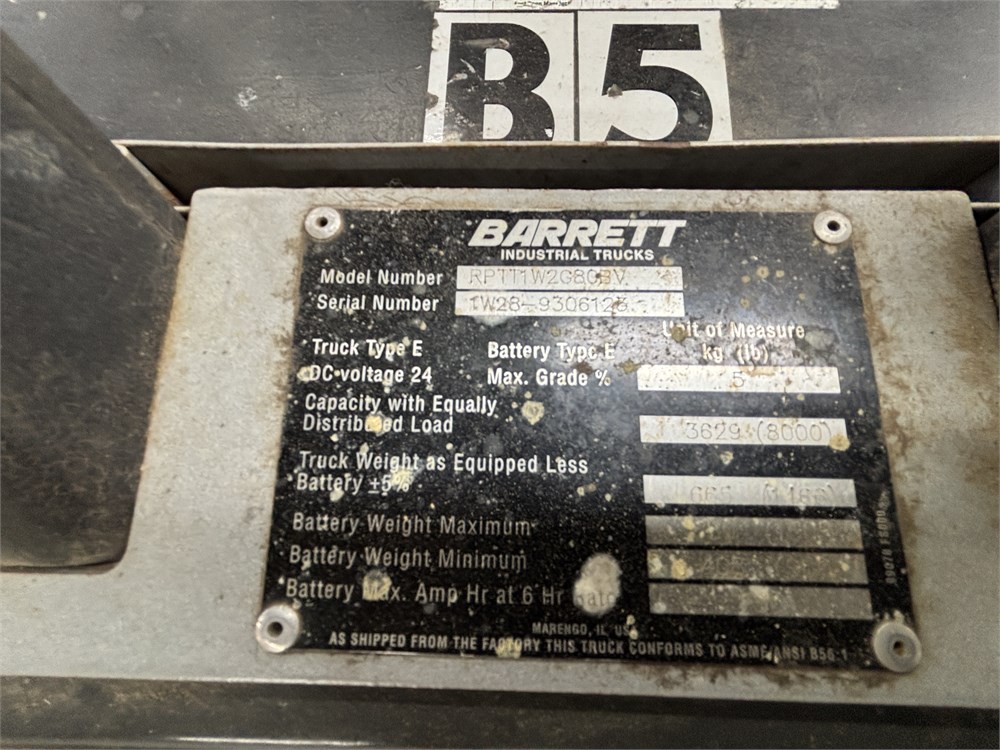 B5
BARRETT
INDUSTRIAL TRUCKS
Model Number
Serial Number
Unit of Measure
Truck Type E Battery Type E kg (lb)
DC voltage 24 Max. Grade % 5
Capacity with Equally
Distributed Load 3629 (8000)
Truck Weight as Equipped Less
Battery ±5%
Battery Weight Maximum
Battery Weight Minimum
Battery Max. Amp Hr at 6 Hr
MARENGO, IL USA
AS SHIPPED FROM THE FACTORY THIS TRUCK CONFORMS TO ASME/ANSI B56.1